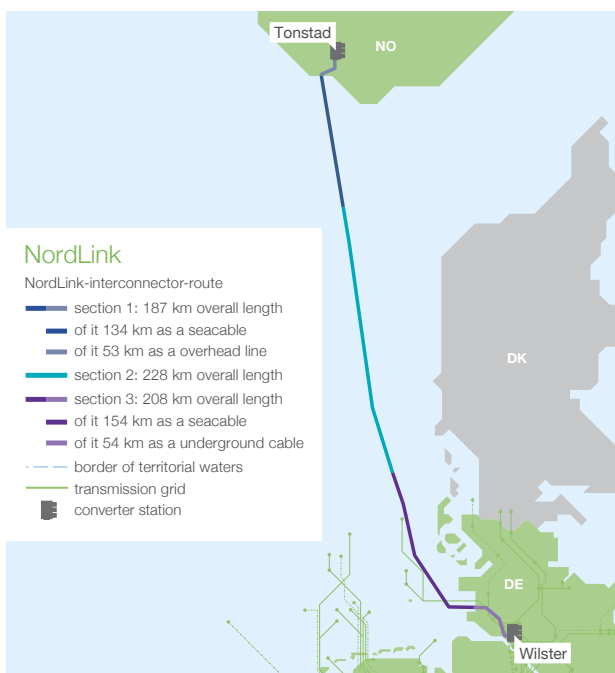 Tonstad
NO
NordLink
NordLink-interconnector-route
section 1: 187 km overall length
of it 134 km as a seacable
of it 53 km as a overhead line
section 2: 228 km overall length
section 3: 208 km overall length
of it 154 km as a seacable
of it 54 km as a underground cable
border of territorial waters
transmission grid
converter station
DK
DE
Wilster